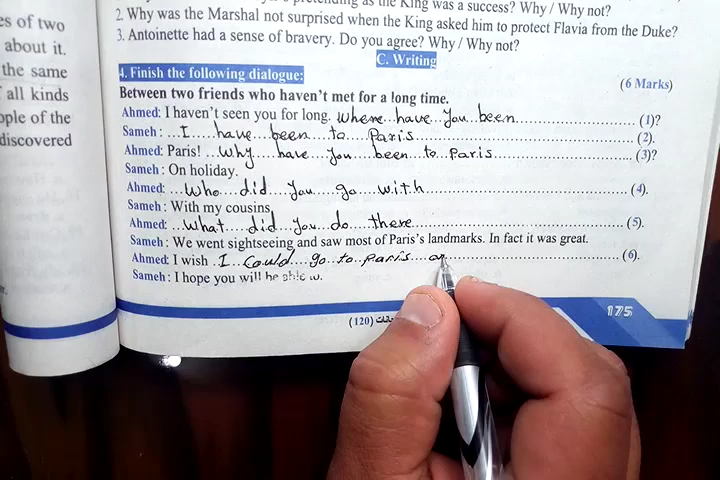 es of two
about it.
the same
all kinds
ople of the
discovered
pretending as the King was a success? Why / Why not?
2. Why was the Marshal not surprised when the King asked him to protect Flavia from the Duke?
3. Antoinette had a sense of bravery. Do you agree? Why / Why not?
C. Writing
4. Finish the following dialogue:
(6 Marks)
Between two friends who haven't met for a long time.
Ahmed: I haven't seen you for long. where have you been (1)?
Sameh: I have been to Paris (2).
Ahmed: Paris! why have you been to Paris (3)?
Sameh: On holiday.
Ahmed: Who did you go with (4).
Sameh: With my cousins.
Ahmed: What did you do there (5).
Sameh: We went sightseeing and saw most of Paris's landmarks. In fact it was great.
Ahmed: I wish I could go to paris (6).
Sameh: I hope you will be able to.
175
(120)